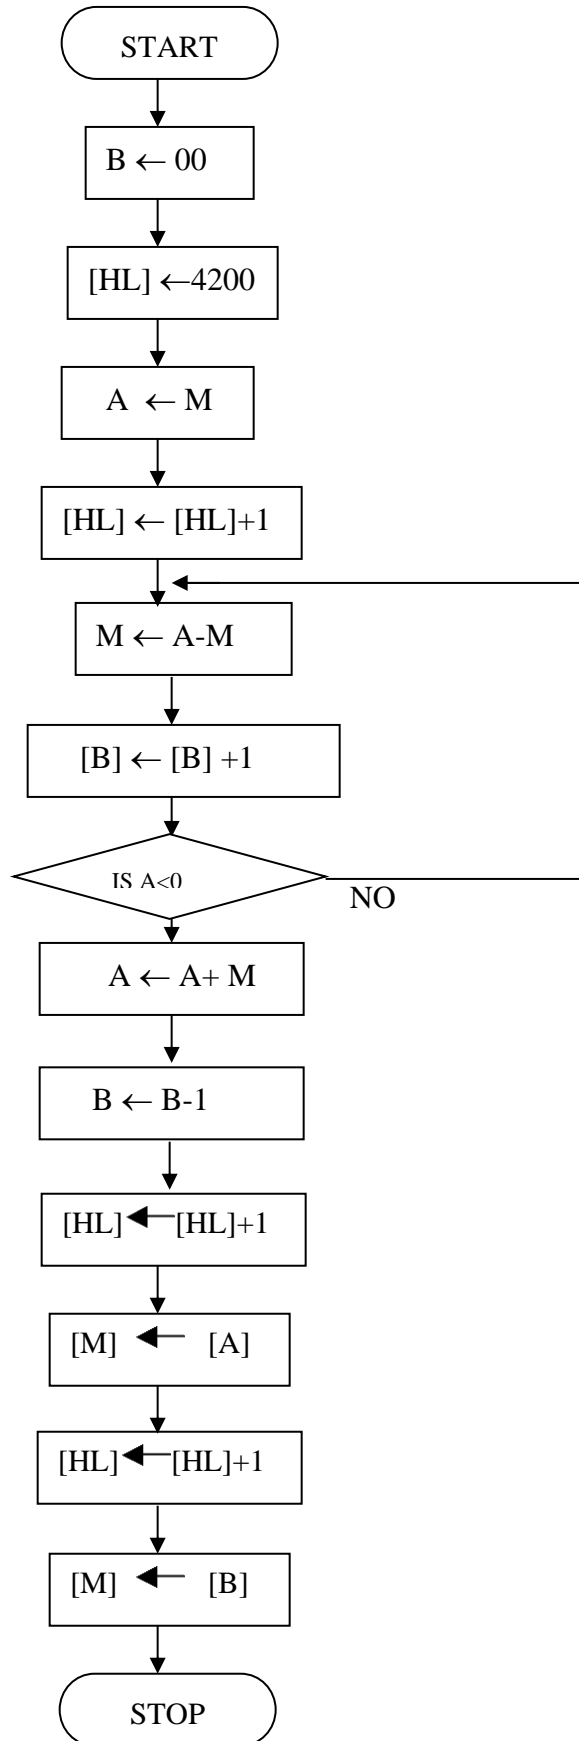 START
B ← 00
[HL] ←4200
A ← M
[HL] ← [HL]+1
M ← A-M
[B] ← [B] +1
IS A<0
NO
A ← A+ M
B ← B-1
[HL] ← [HL]+1
[M] ← [A]
[HL] ← [HL]+1
[M] ← [B]
STOP